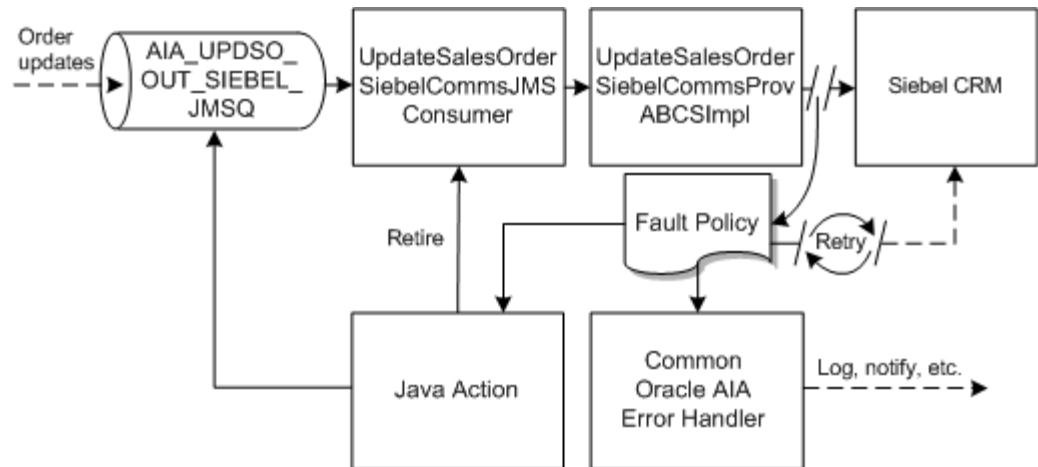 Order
updates
AIA_UPDSO_
OUT_SIEBEL_
JMSQ
UpdateSalesOrder
SiebelCommsJMS
Consumer
UpdateSalesOrder
SiebelCommsProv
ABCSImpl
Siebel CRM
Fault Policy
Retry
Retire
Java Action
Common
Oracle AIA
Error Handler
Log, notify, etc.